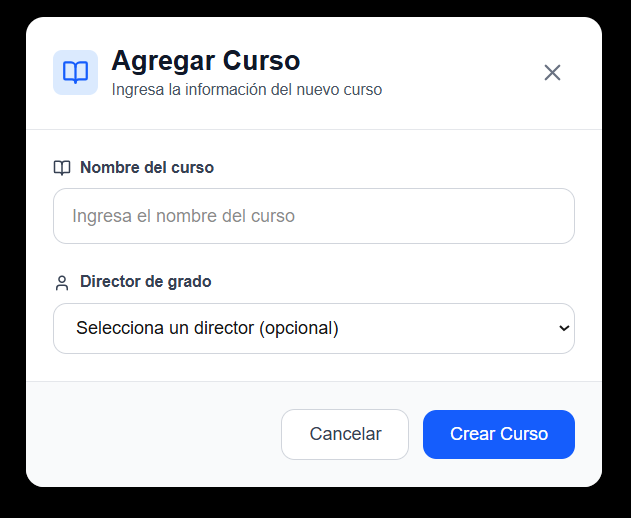 Agregar Curso
Ingresa la información del nuevo curso
Nombre del curso
Ingresa el nombre del curso
Director de grado
Selecciona un director (opcional)
Cancelar
Crear Curso